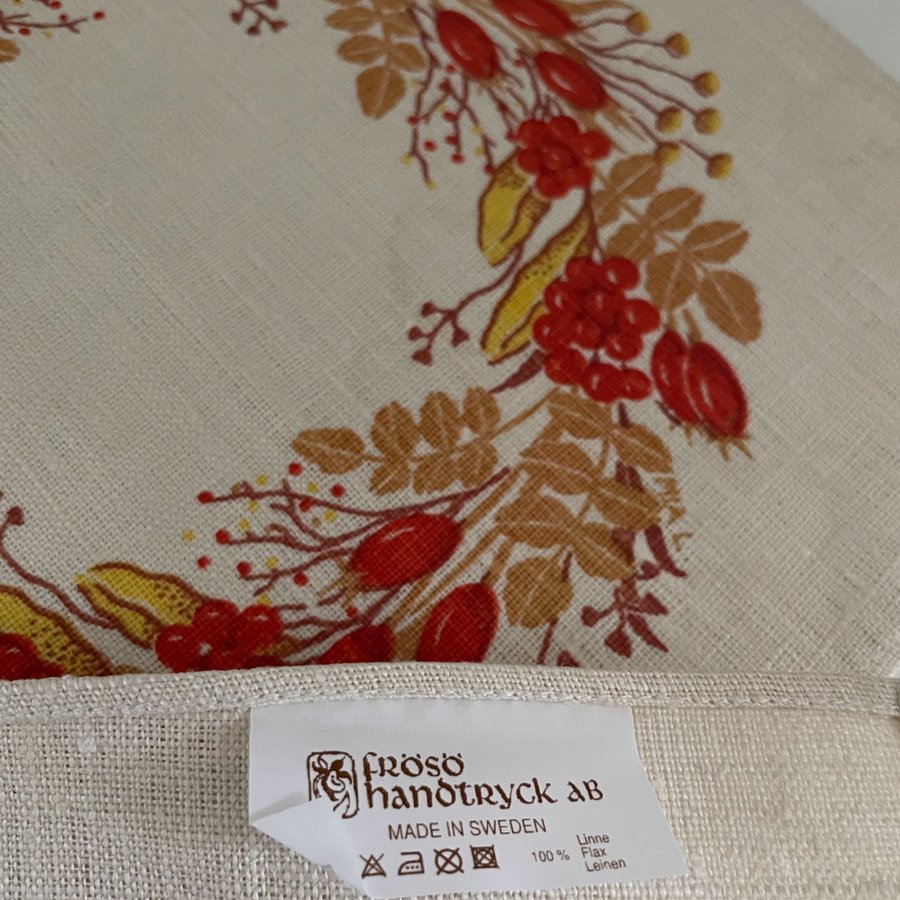 fRÖSÖ
handtRyck AB
MADE IN SWEDEN
100 %
Linne
Flax
Leinen